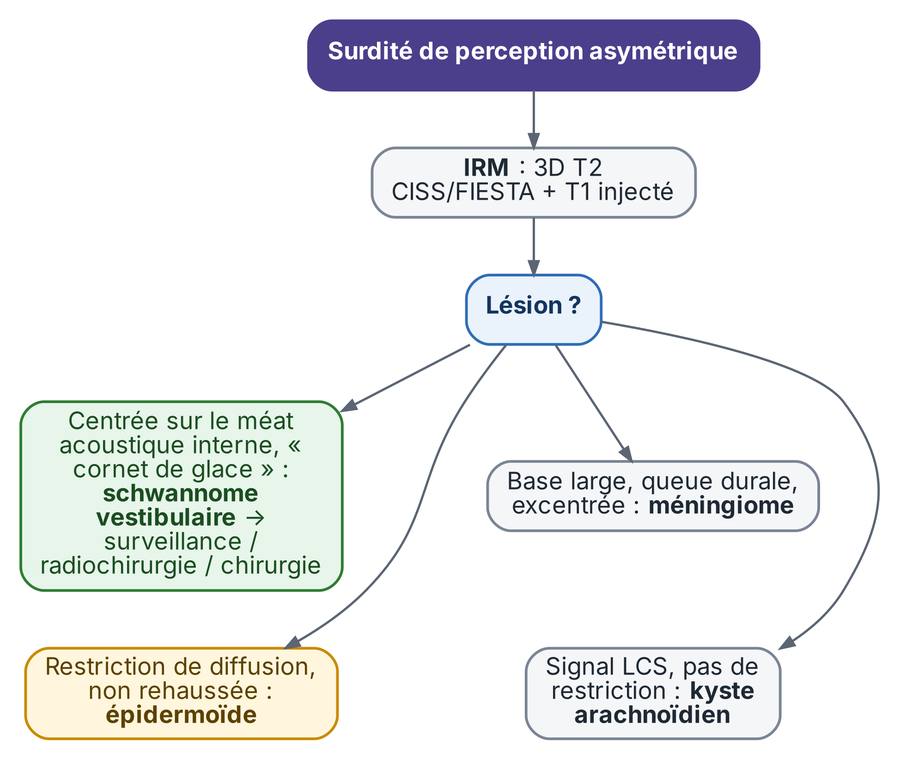 Surdité de perception asymétrique
IRM : 3D T2
CISS/FIESTA + T1 injecté
Lésion ?
Centrée sur le méat
acoustique interne, «
cornet de glace » :
schwannome
vestibulaire →
surveillance /
radiochirurgie / chirurgie
Base large, queue durale,
excentrée : méningiome
Restriction de diffusion,
non rehaussée :
épidermoïde
Signal LCS, pas de
restriction : kyste
arachnoïdien